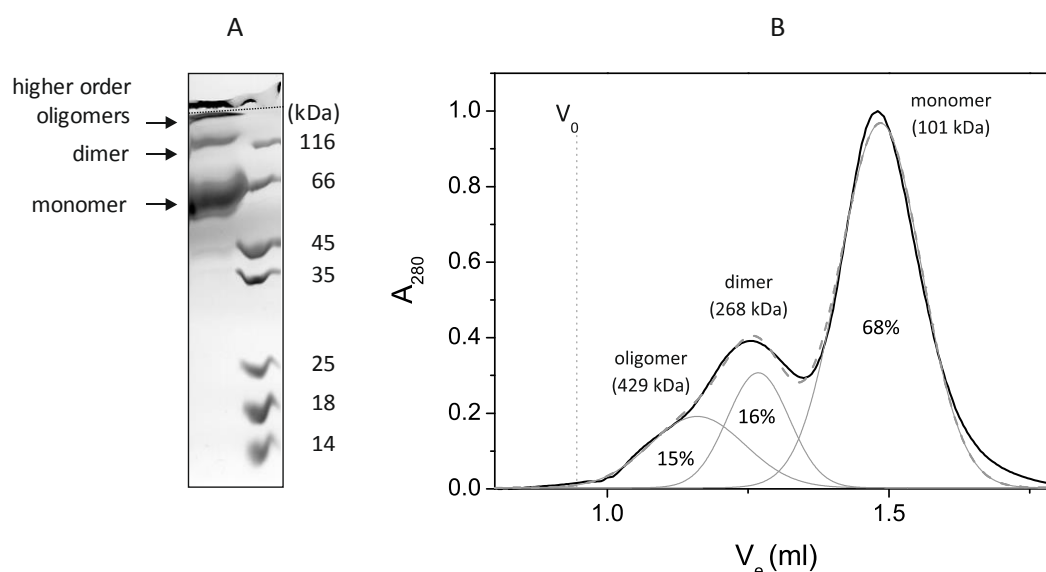 A
higher order
oligomers
dimer
monomer
(kDa)
116
66
45
35
25
18
14
B
V0
monomer
(101 kDa)
dimer
(268 kDa)
oligomer
(429 kDa)
68%
16%
15%
A280
1.0
0.8
0.6
0.4
0.2
0.0
1.0
1.5
Ve (ml)